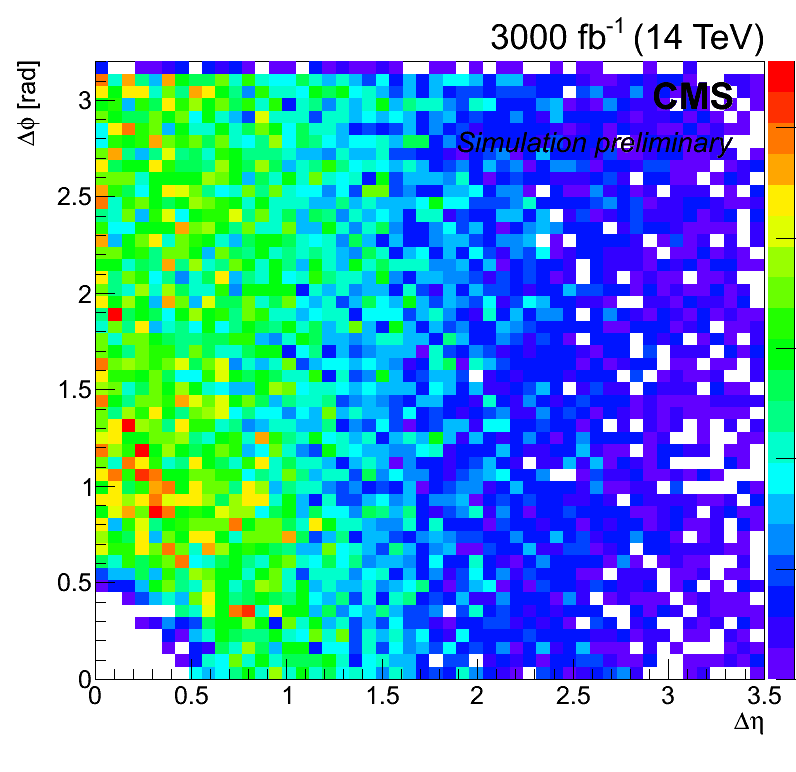 3000 fb⁻¹ (14 TeV)
Δϕ [rad]
CMS
Simulation preliminary
3
2.5
2
1.5
1
0.5
0
0 0.5 1 1.5 2 2.5 3 3.5
Δη